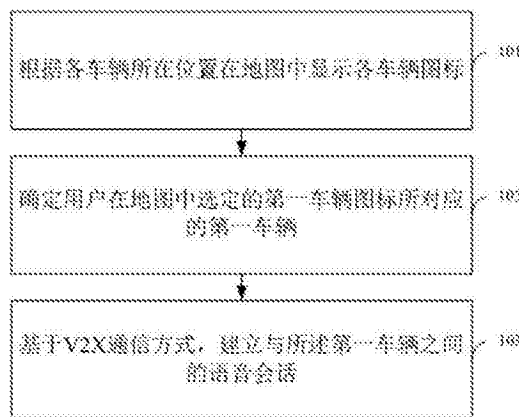 根据各车辆所在位置在地图中显示各车辆图标
101
确定用户在地图中选定的第一车辆图标所对应
的第一车辆
102
基于V2X通信方式，建立与所述第一车辆之间
的语音会话
103